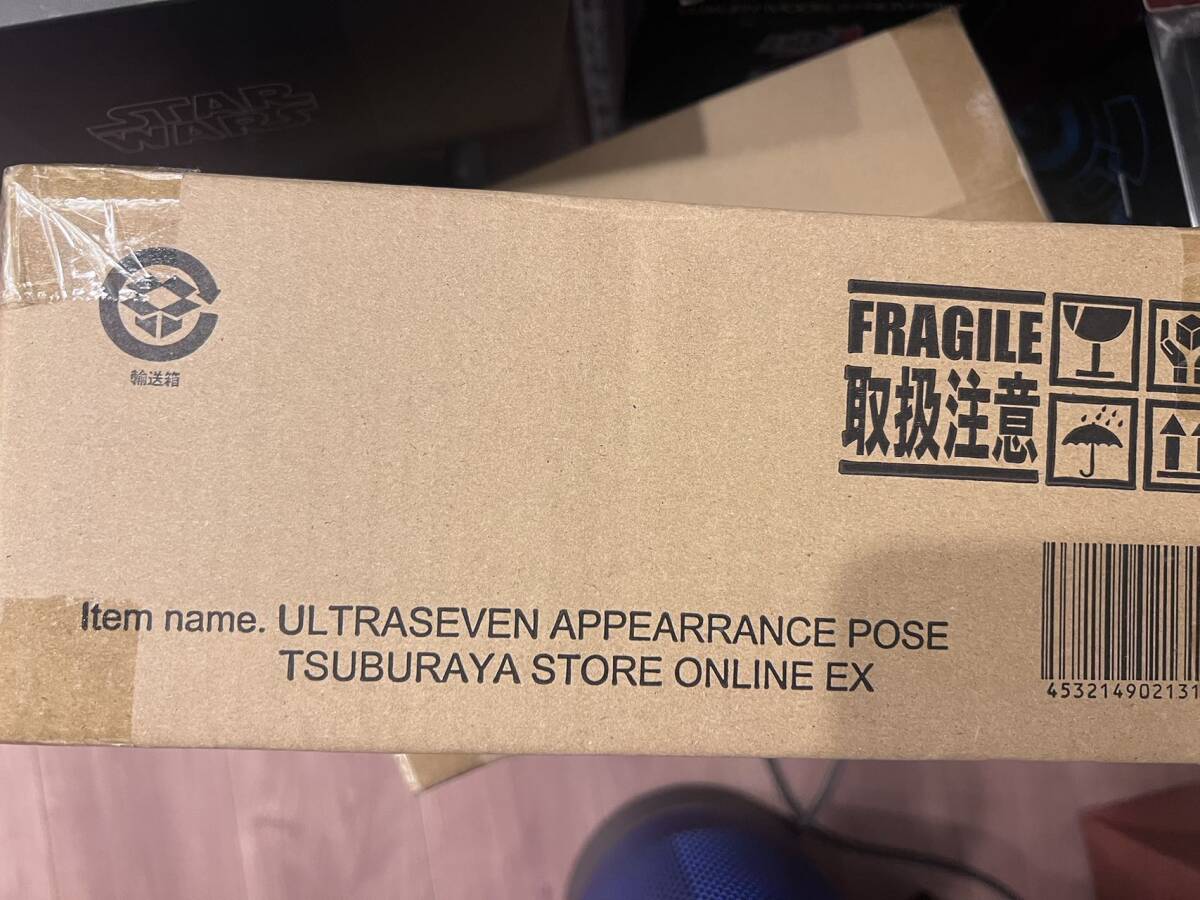 STAR
WARS
輸送箱
FRAGILE
取扱注意
Item name. ULTRASEVEN APPEARRANCE POSE
TSUBURAYA STORE ONLINE EX
453214902131